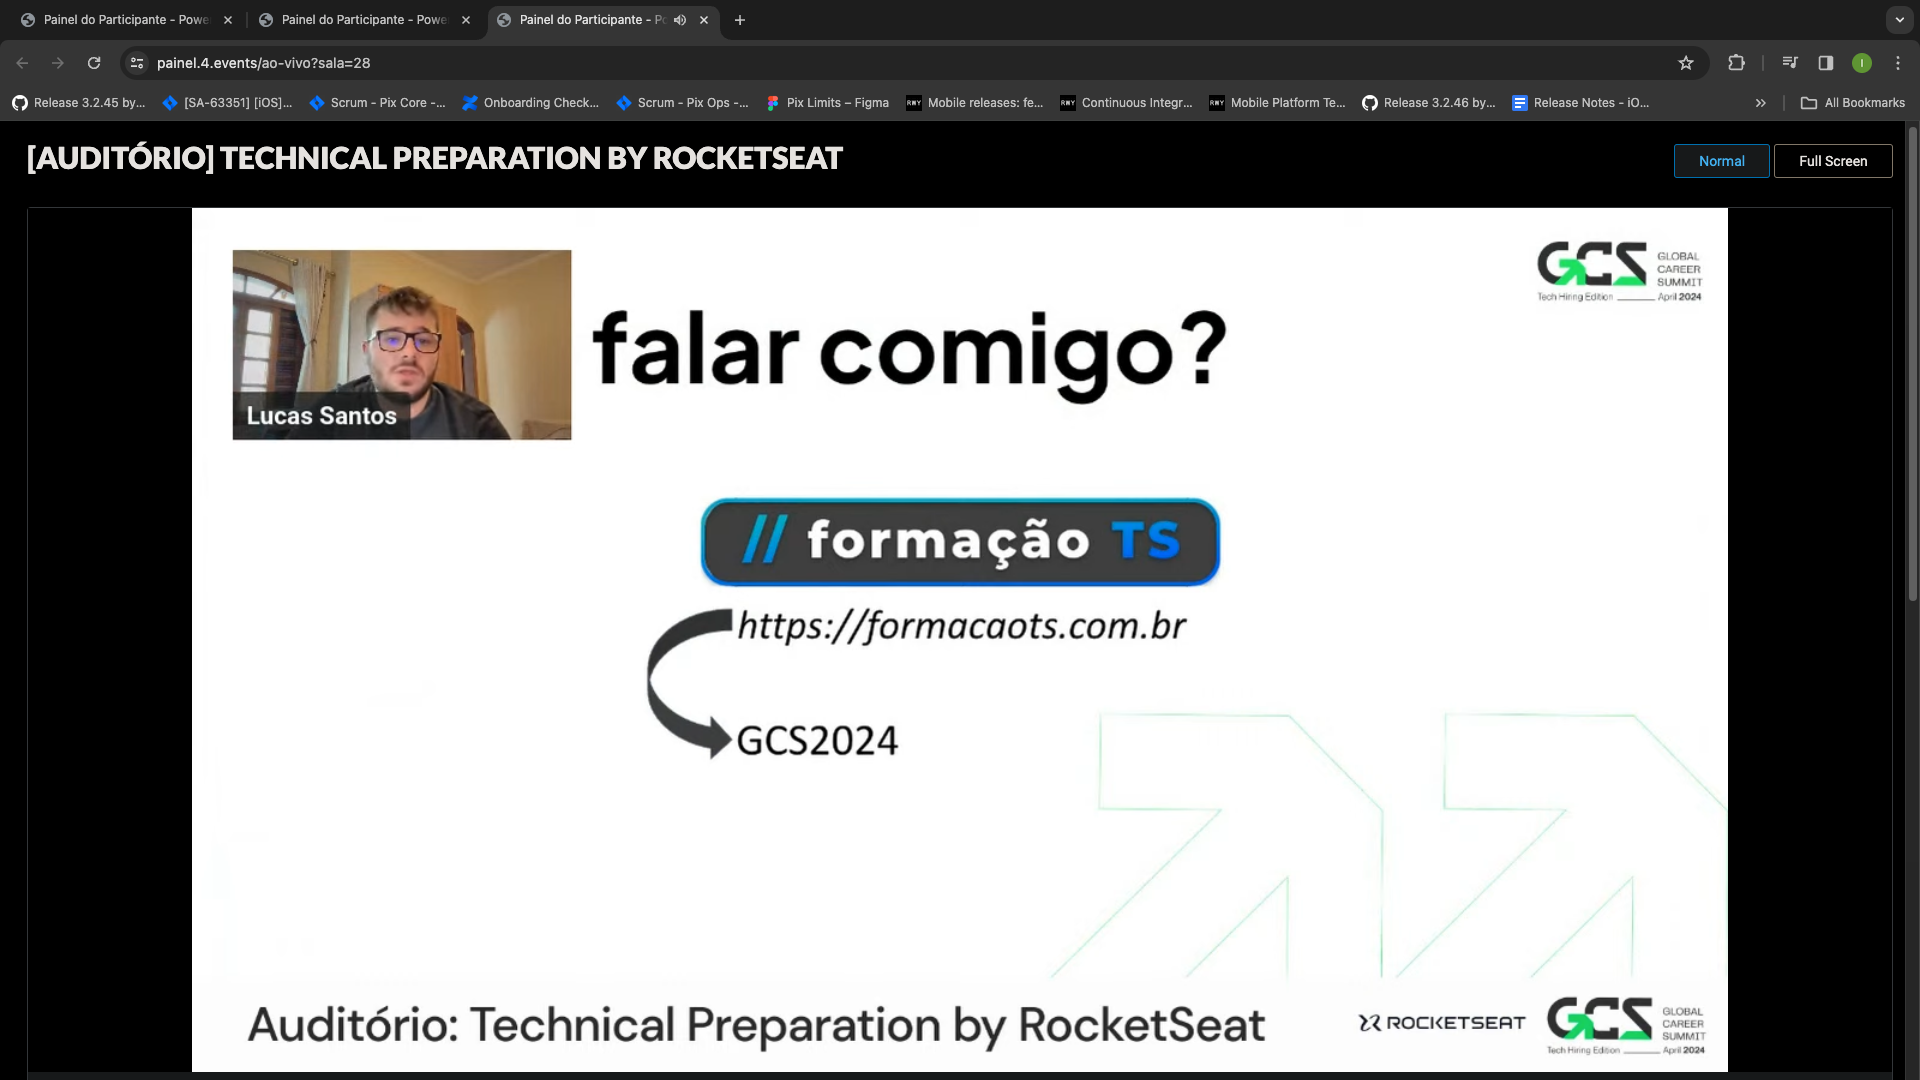 Painel do Participante - Powe
Painel do Participante - Powe
Painel do Participante - Po
painel.4.events/ao-vivo?sala=28
Release 3.2.45 by...
[SA-63351] [iOS]...
Scrum - Pix Core -...
Onboarding Check...
Scrum - Pix Ops -...
Pix Limits – Figma
RWY
Mobile releases: fe...
RWY
Continuous Integr...
RWY
Mobile Platform Te...
Release 3.2.46 by...
Release Notes - iO...
All Bookmarks
[AUDITÓRIO] TECHNICAL PREPARATION BY ROCKETSEAT
Normal
Full Screen
GCS
GLOBAL
CAREER
SUMMIT
Tech Hiring Edition
April 2024
falar comigo?
Lucas Santos
// formação TS
https://formacaots.com.br
GCS2024
Auditório: Technical Preparation by RocketSeat
ROCKETSEAT
GCS
GLOBAL
CAREER
SUMMIT
Tech Hiring Edition
April 2024